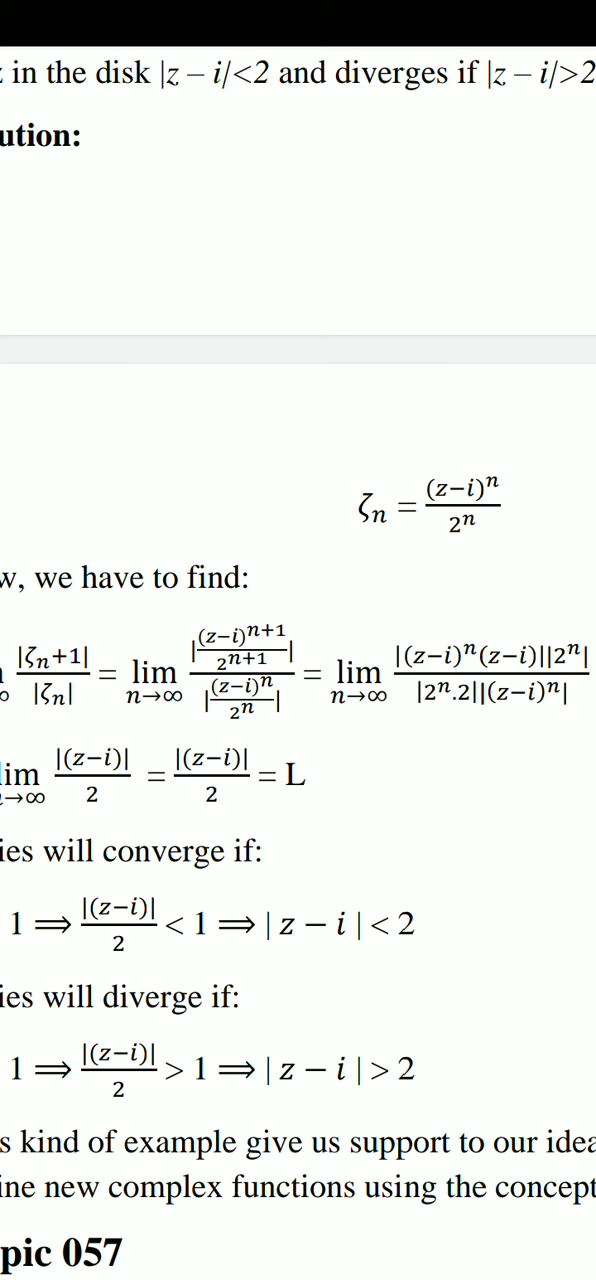 in the disk |z – i/<2 and diverges if |z – i/>2
ution:
ζn = (z−i)^n / 2^n
w, we have to find:
|ζn+1| / |ζn| = lim n→∞ |(z−i)^n+1 / 2^n+1| / |(z−i)^n / 2^n| = lim n→∞ |(z−i)^n(z−i)||2^n| / |2^n.2||(z−i)^n|
lim n→∞ |(z−i)| / 2 = |(z−i)| / 2 = L
ies will converge if:
1 ⟹ |(z−i)| / 2 < 1 ⟹ | z − i | < 2
ies will diverge if:
1 ⟹ |(z−i)| / 2 > 1 ⟹ | z − i | > 2
s kind of example give us support to our idea
ine new complex functions using the concept
pic 057